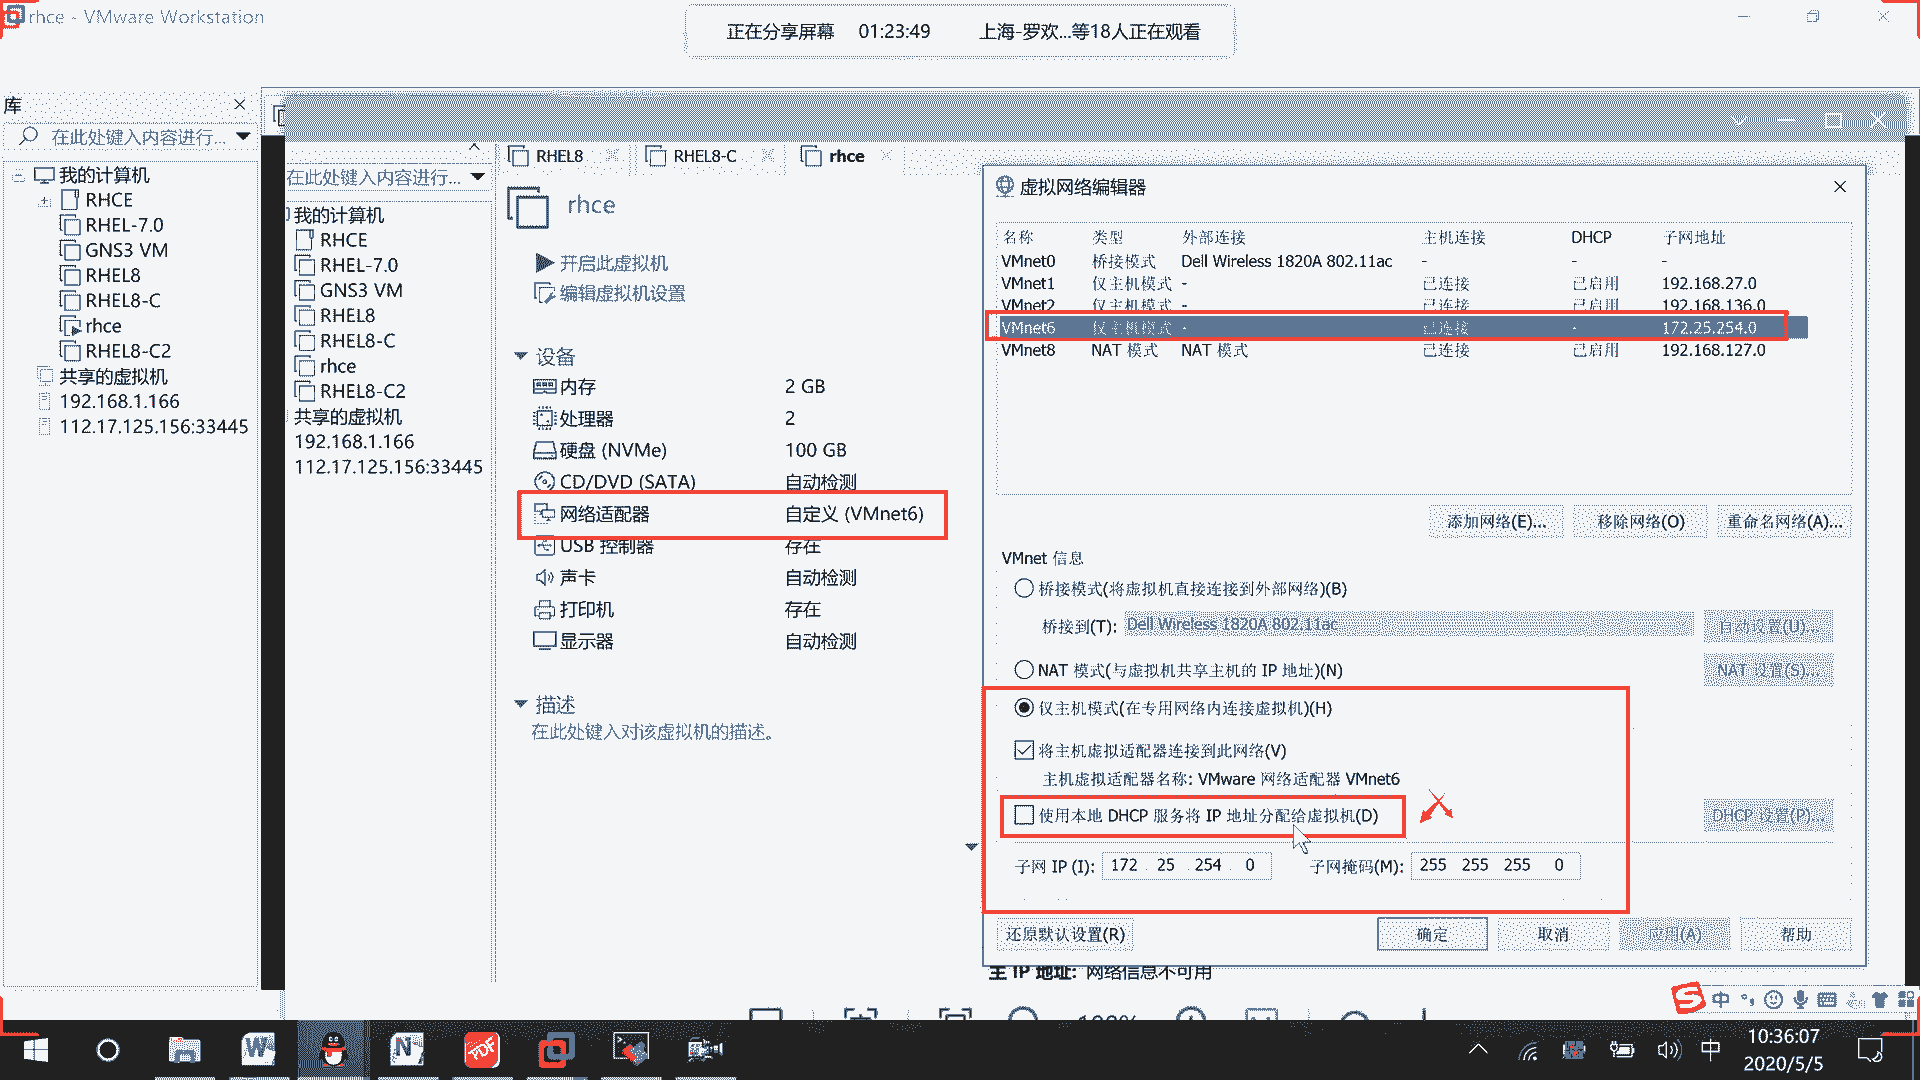 rhce - VMware Workstation
正在分享屏幕 01:23:49 上海-罗欢...等18人正在观看
库
在此处键入内容进行...
我的计算机
RHCE
RHEL-7.0
GNS3 VM
RHEL8
RHEL8-C
rhce
RHEL8-C2
共享的虚拟机
192.168.1.166
112.17.125.156:33445
在此处键入内容进行...
我的计算机
RHCE
RHEL-7.0
GNS3 VM
RHEL8
RHEL8-C
rhce
RHEL8-C2
共享的虚拟机
192.168.1.166
112.17.125.156:33445
RHEL8 RHEL8-C rhce
rhce
开启此虚拟机
编辑虚拟机设置
设备
内存 2 GB
处理器 2
硬盘 (NVMe) 100 GB
CD/DVD (SATA) 自动检测
网络适配器 自定义 (VMnet6)
USB 控制器 存在
声卡 自动检测
打印机 存在
显示器 自动检测
描述
在此处键入对该虚拟机的描述。
虚拟网络编辑器
名称 类型 外部连接 主机连接 DHCP 子网地址
VMnet0 桥接模式 Dell Wireless 1820A 802.11ac - - -
VMnet1 仅主机模式 - 已连接 已启用 192.168.27.0
VMnet2 仅主机模式 - 已连接 已启用 192.168.136.0
VMnet6 仅主机模式 - 已连接 - 172.25.254.0
VMnet8 NAT 模式 NAT 模式 已连接 已启用 192.168.127.0
添加网络(E)... 移除网络(O) 重命名网络(A)...
VMnet 信息
桥接模式(将虚拟机直接连接到外部网络)(B)
桥接到(T): Dell Wireless 1820A 802.11ac 自动设置(U)...
NAT 模式(与虚拟机共享主机的 IP 地址)(N) NAT 设置(S)...
仅主机模式(在专用网络内连接虚拟机)(H)
将主机虚拟适配器连接到此网络(V)
主机虚拟适配器名称: VMware 网络适配器 VMnet6
使用本地 DHCP 服务将 IP 地址分配给虚拟机(D) DHCP 设置(P)...
子网 IP (I): 172 . 25 . 254 . 0 子网掩码(M): 255 255 255 0
还原默认设置(R) 确定 取消 应用(A) 帮助
主 IP 地址: 网络信息不可用
中
中
10:36:07
2020/5/5